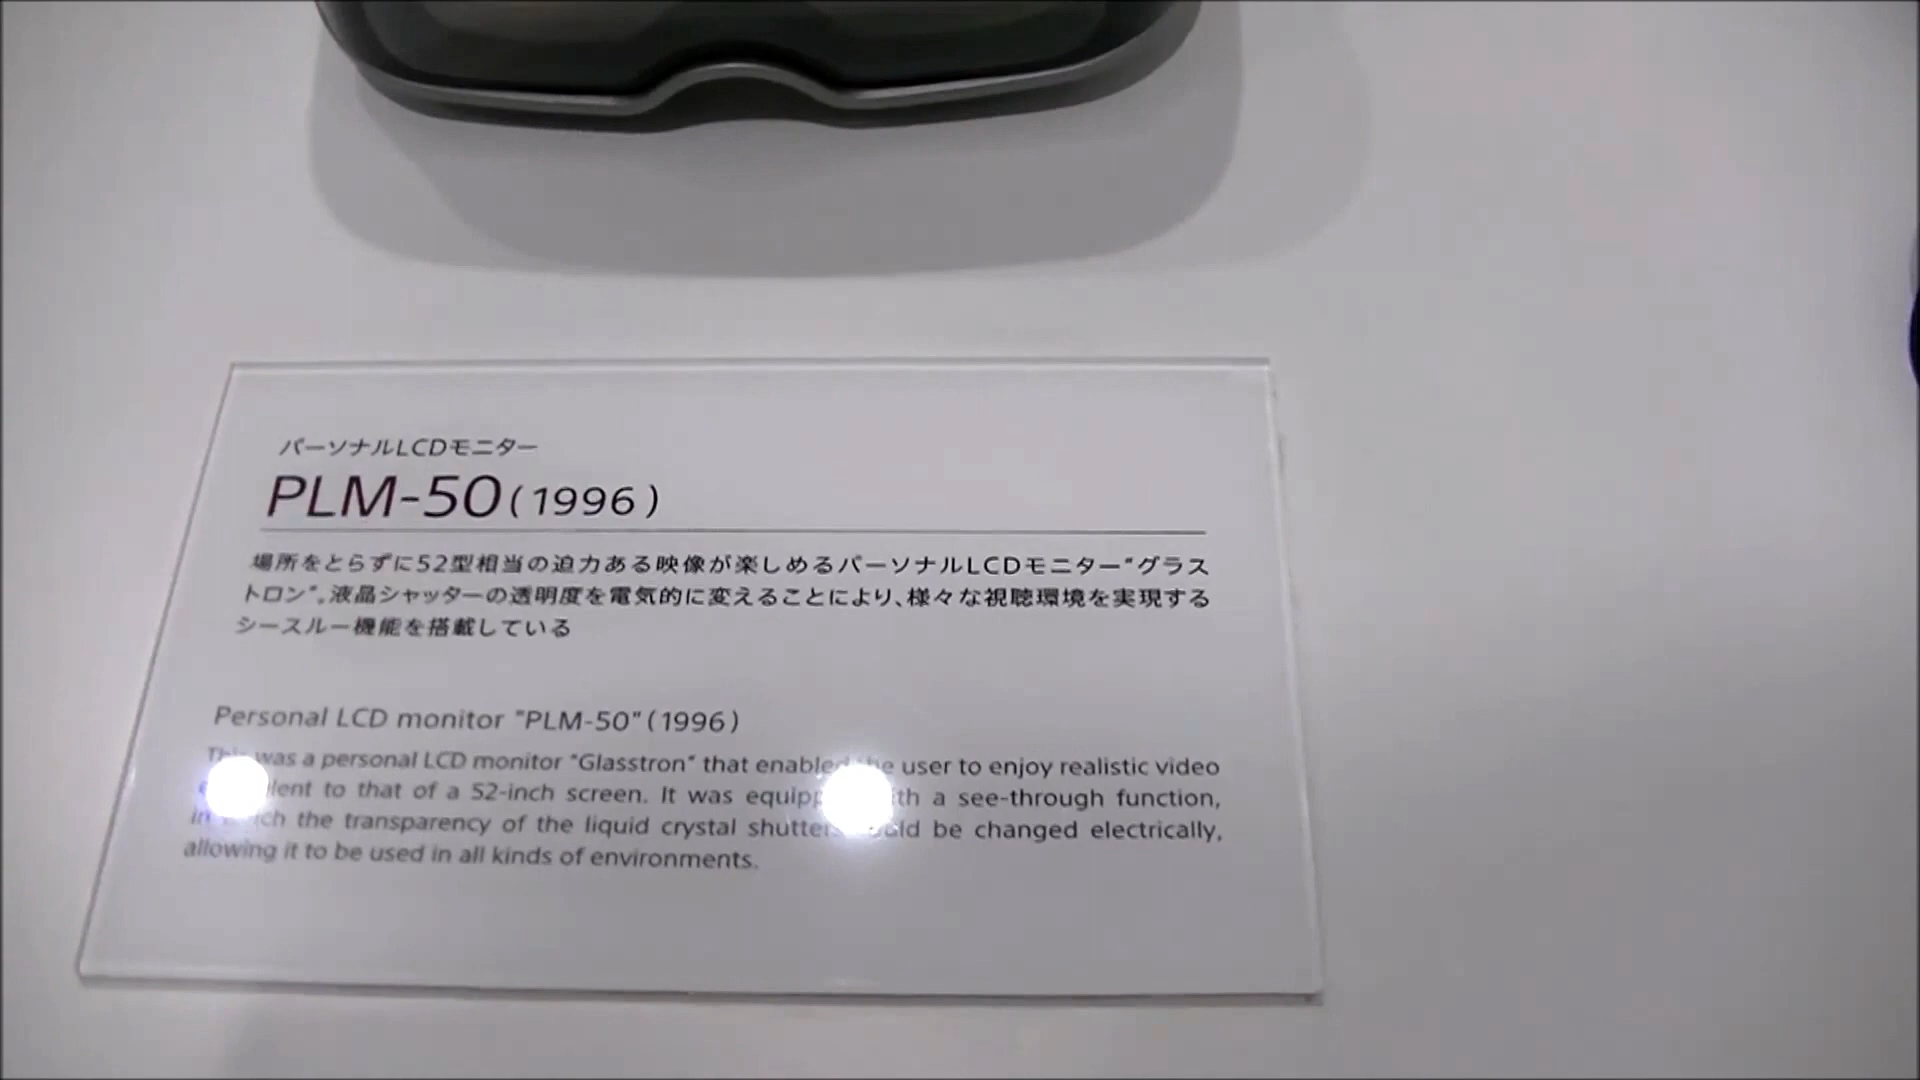 パーソナルLCDモニター
PLM-50(1996)
場所をとらずに52型相当の迫力ある映像が楽しめるパーソナルLCDモニター“グラス
トロン”。液晶シャッターの透明度を電気的に変えることにより、様々な視聴環境を実現する
シースルー機能を搭載している
Personal LCD monitor "PLM-50"(1996)
This was a personal LCD monitor "Glasstron" that enabled the user to enjoy realistic video
to that of a 52-inch screen. It was a see-through function,
the transparency of the liquid crystal be changed electrically,
allowing it to be used in all kinds of environments.